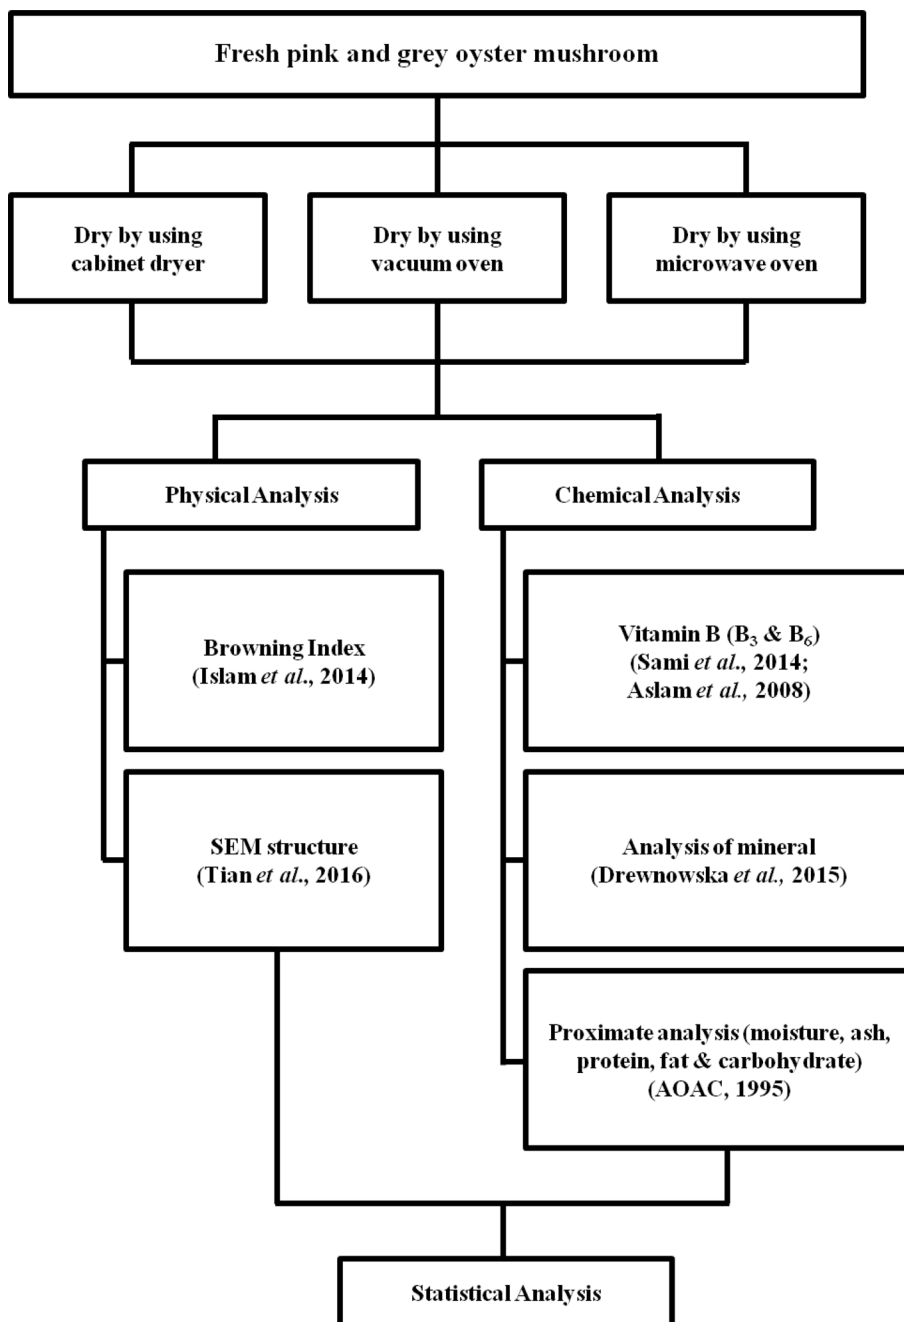 Fresh pink and grey oyster mushroom
Dry by using
cabinet dryer
Dry by using
vacuum oven
Dry by using
microwave oven
Physical Analysis
Chemical Analysis
Browning Index
(Islam et al., 2014)
SEM structure
(Tian et al., 2016)
Vitamin B (B₃ & B₆)
(Sami et al., 2014;
Aslam et al., 2008)
Analysis of mineral
(Drewnowska et al., 2015)
Proximate analysis (moisture, ash,
protein, fat & carbohydrate)
(AOAC, 1995)
Statistical Analysis